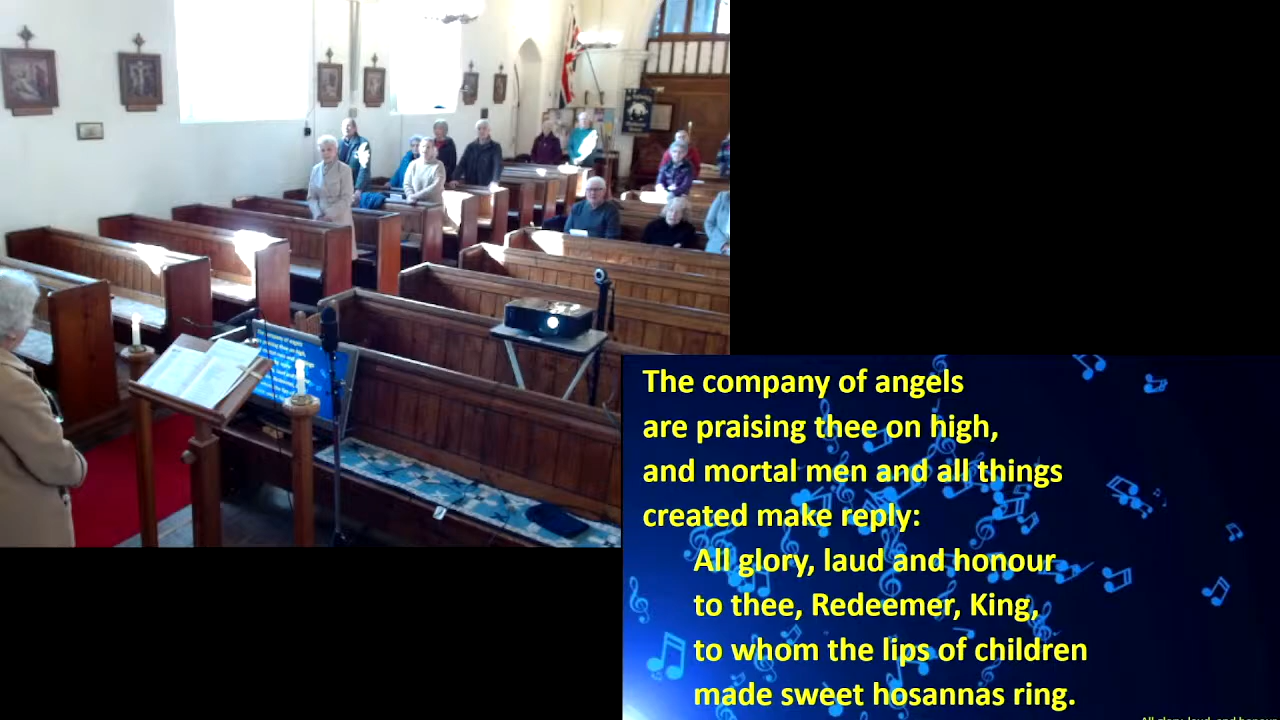 The company of angels
are praising thee on high,
and mortal men and all things
created make reply:
All glory, laud and honour
to thee, Redeemer, King,
to whom the lips of children
made sweet hosannas ring.